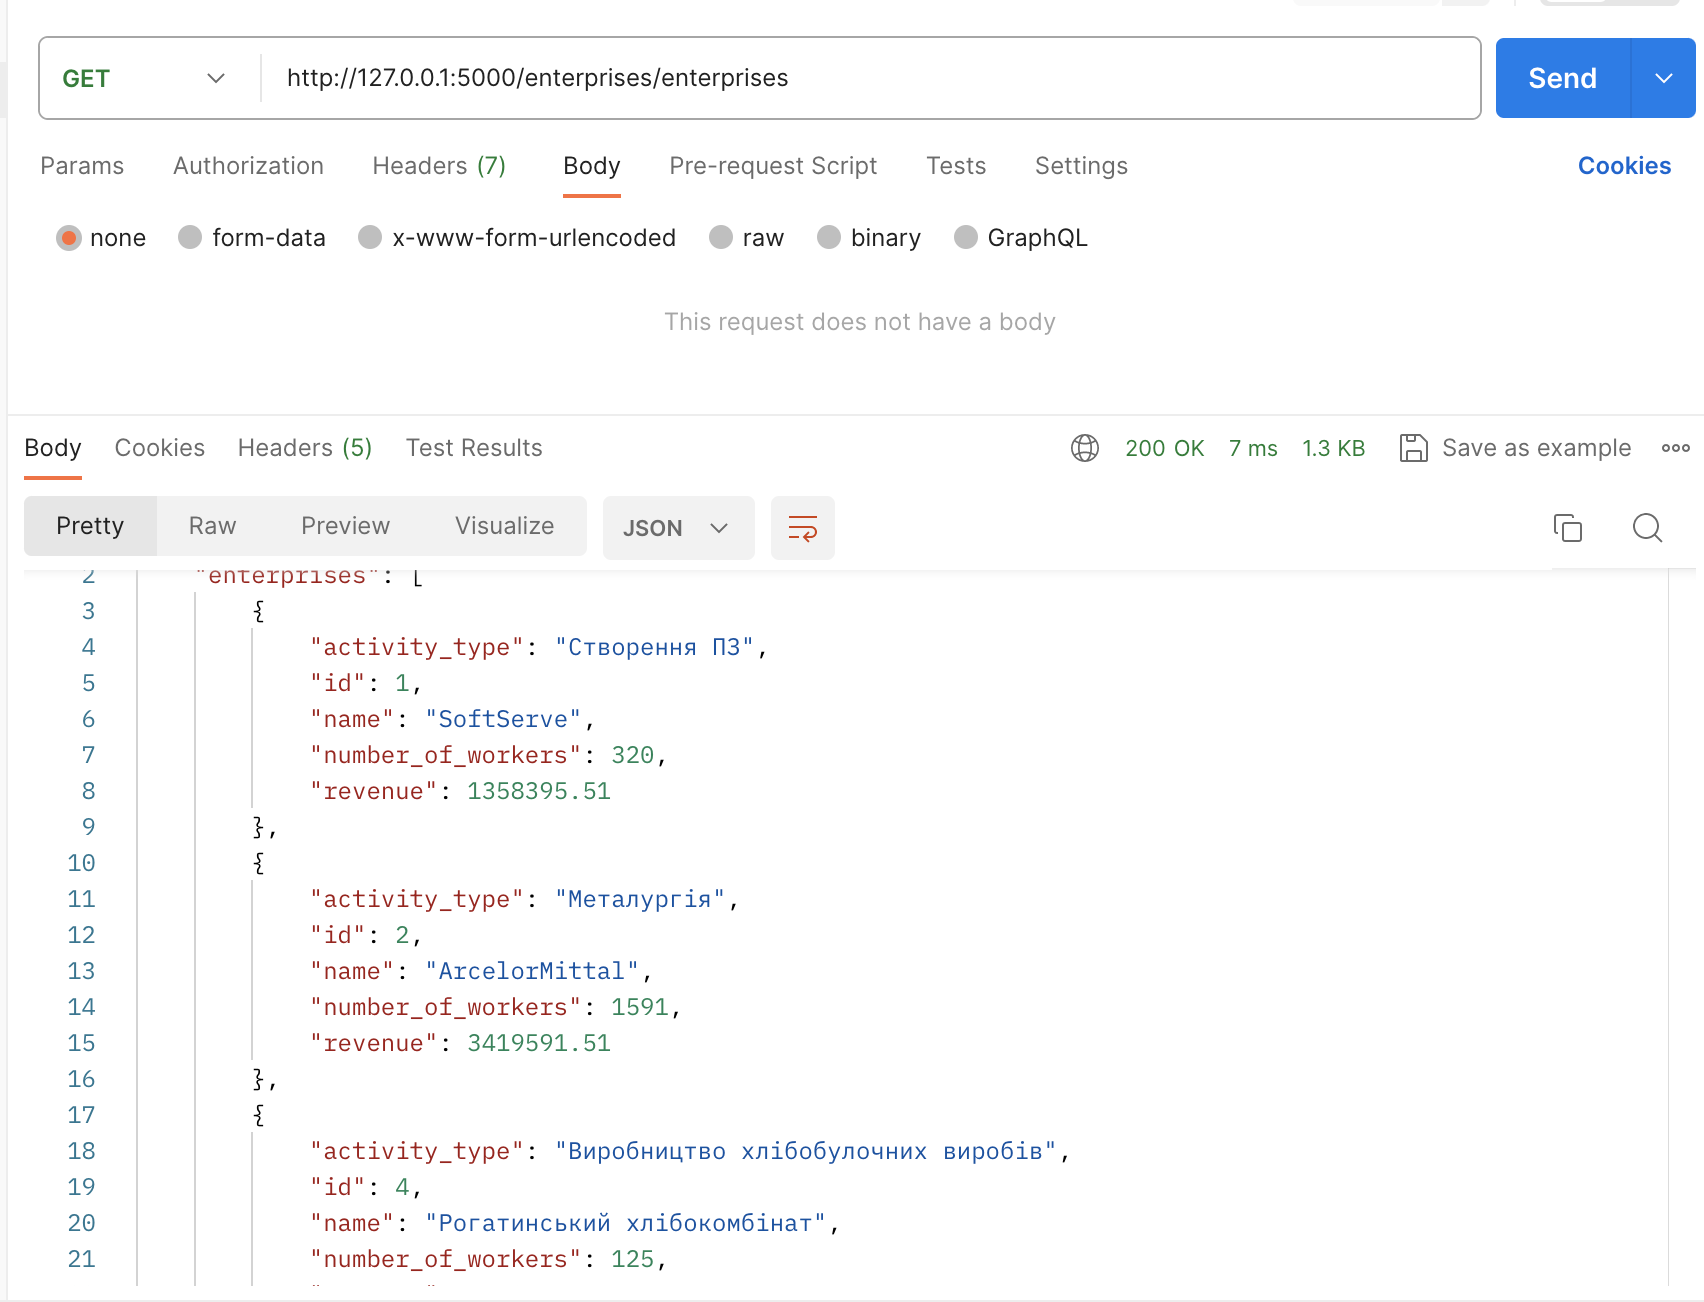 GET http://127.0.0.1:5000/enterprises/enterprises Send
Params Authorization Headers (7) Body Pre-request Script Tests Settings Cookies
none form-data x-www-form-urlencoded raw binary GraphQL
This request does not have a body
Body Cookies Headers (5) Test Results 200 OK 7 ms 1.3 KB Save as example
Pretty Raw Preview Visualize JSON
2 "enterprises": [
3 {
4 "activity_type": "Створення ПЗ",
5 "id": 1,
6 "name": "SoftServe",
7 "number_of_workers": 320,
8 "revenue": 1358395.51
9 },
10 {
11 "activity_type": "Металургія",
12 "id": 2,
13 "name": "ArcelorMittal",
14 "number_of_workers": 1591,
15 "revenue": 3419591.51
16 },
17 {
18 "activity_type": "Виробництво хлібобулочних виробів",
19 "id": 4,
20 "name": "Рогатинський хлібокомбінат",
21 "number_of_workers": 125,